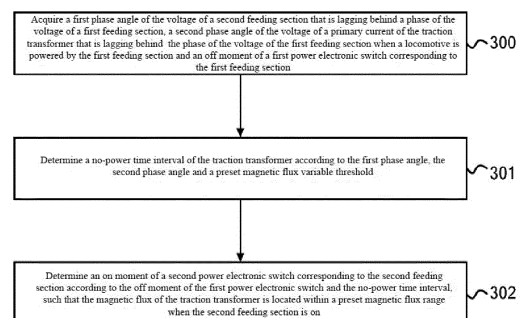 Acquire a first phase angle of the voltage of a second feeding section that is lagging behind a phase of the
voltage of a first feeding section, a second phase angle of the voltage of a primary current of the traction
transformer that is lagging behind the phase of the voltage of the first feeding section when a locomotive is
powered by the first feeding section and an off moment of a first power electronic switch corresponding to
the first feeding section
300
Determine a no-power time interval of the traction transformer according to the first phase angle, the
second phase angle and a preset magnetic flux variable threshold
301
Determine an on moment of a second power electronic switch corresponding to the second feeding
section according to the off moment of the first power electronic switch and the no-power time interval,
such that the magnetic flux of the traction transformer is located within a preset magnetic flux range
when the second feeding section is on
302